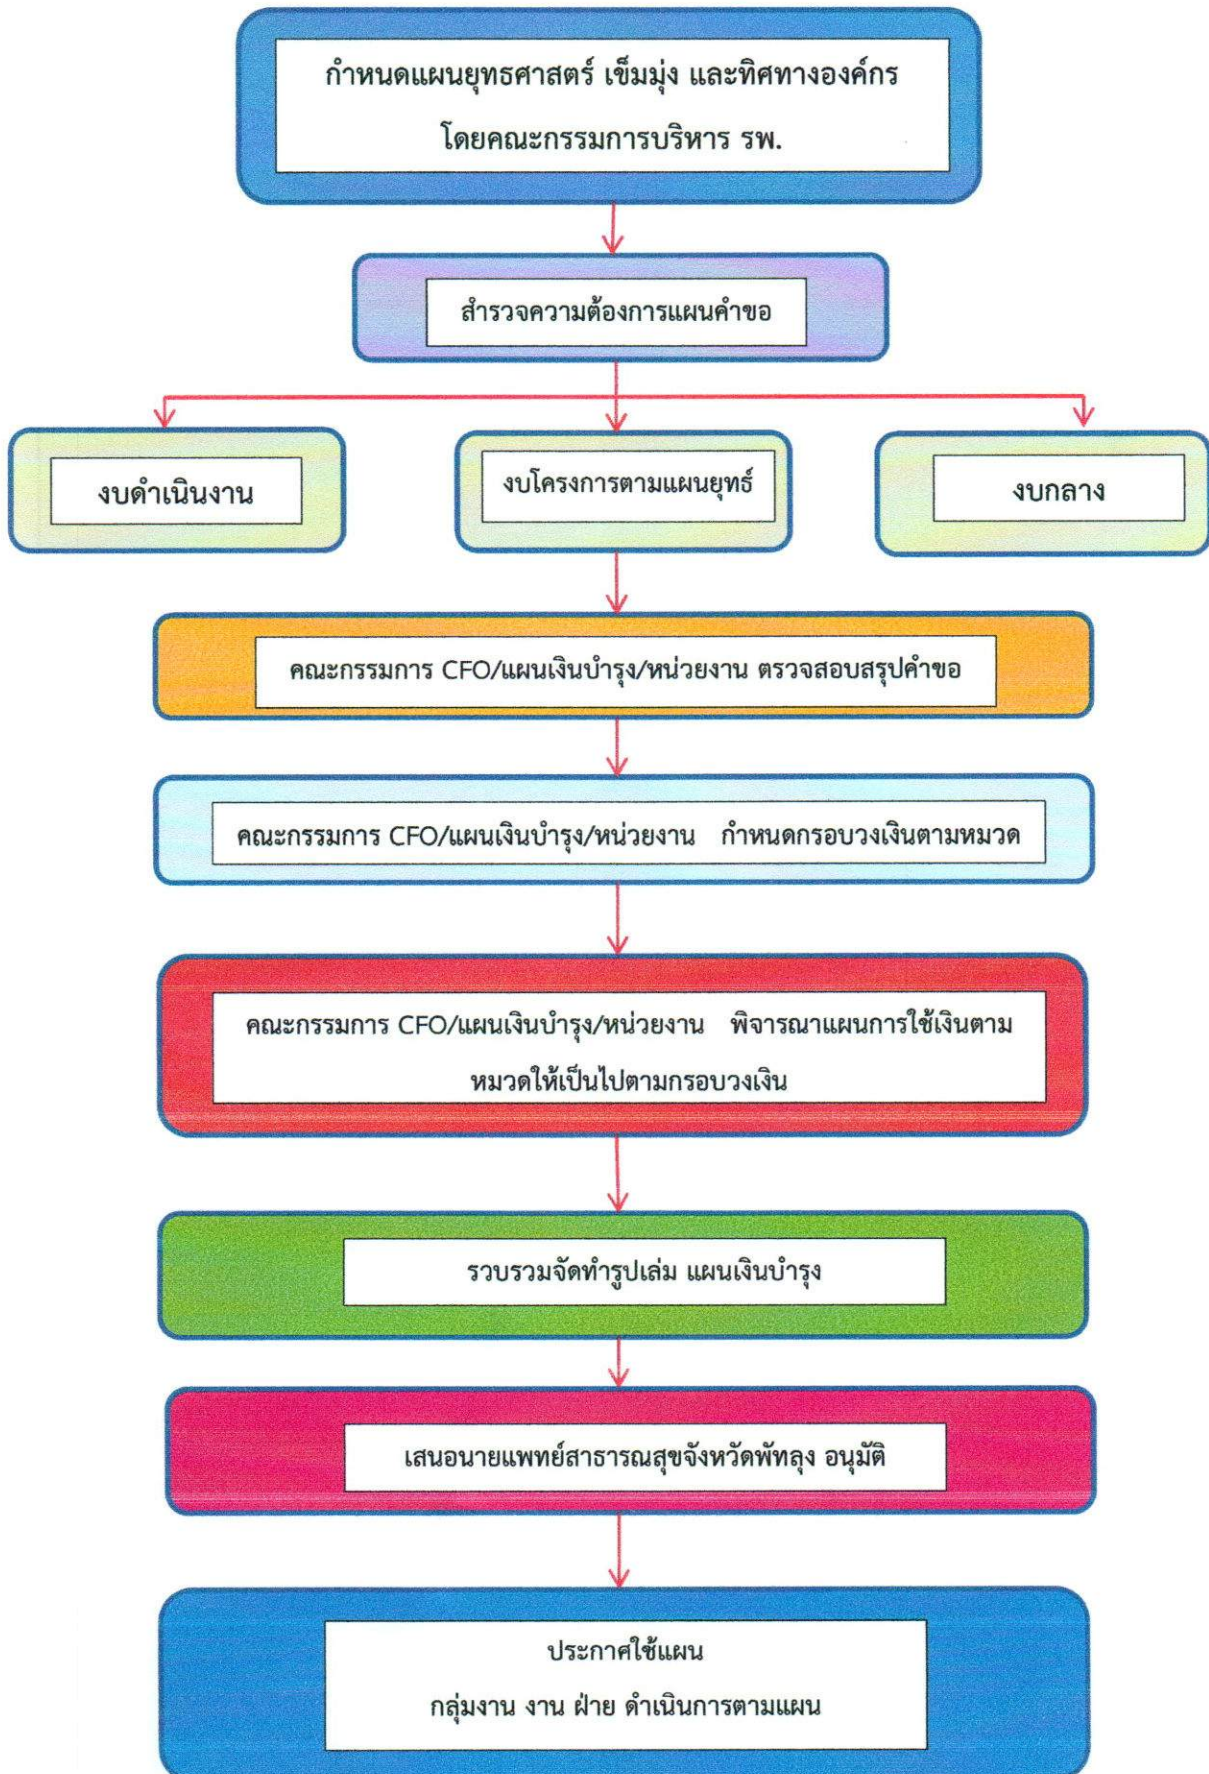 กำหนดแผนยุทธศาสตร์ เข็มมุ่ง และทิศทางองค์กร
โดยคณะกรรมการบริหาร รพ.
สำรวจความต้องการแผนคำขอ
งบดำเนินงาน
งบโครงการตามแผนยุทธ์
งบกลาง
คณะกรรมการ CFO/แผนเงินบำรุง/หน่วยงาน ตรวจสอบสรุปคำขอ
คณะกรรมการ CFO/แผนเงินบำรุง/หน่วยงาน กำหนดกรอบวงเงินตามหมวด
คณะกรรมการ CFO/แผนเงินบำรุง/หน่วยงาน พิจารณาแผนการใช้เงินตาม
หมวดให้เป็นไปตามกรอบวงเงิน
รวบรวมจัดทำรูปเล่ม แผนเงินบำรุง
เสนอนายแพทย์สาธารณสุขจังหวัดพัทลุง อนุมัติ
ประกาศใช้แผน
กลุ่มงาน งาน ฝ่าย ดำเนินการตามแผน